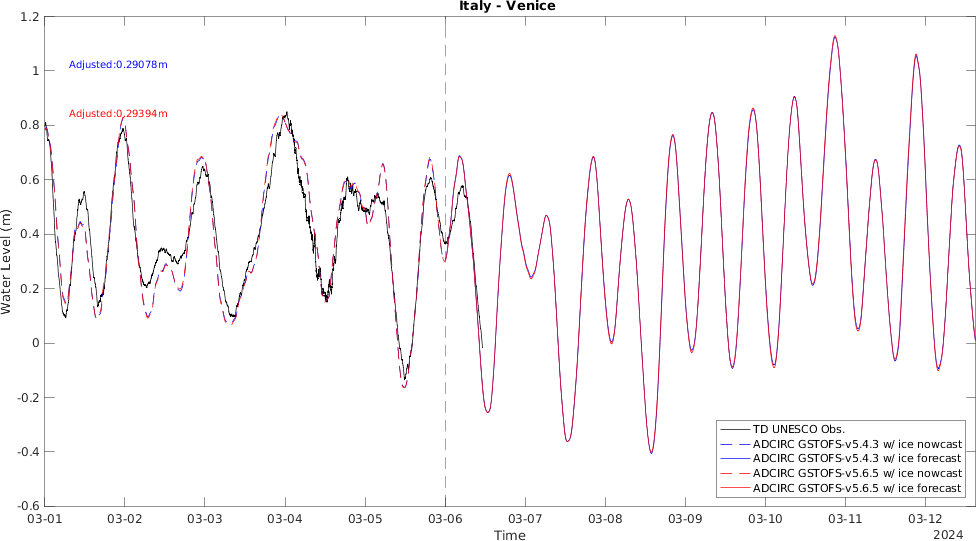 Italy - Venice
1.2
1
0.8
0.6
0.4
0.2
0
-0.2
-0.4
-0.6
Water Level (m)
Adjusted:0.29078m
Adjusted:0.29394m
TD UNESCO Obs.
ADCIRC GSTOFS-v5.4.3 w/ ice nowcast
ADCIRC GSTOFS-v5.4.3 w/ ice forecast
ADCIRC GSTOFS-v5.6.5 w/ ice nowcast
ADCIRC GSTOFS-v5.6.5 w/ ice forecast
03-01 03-02 03-03 03-04 03-05 03-06 03-07 03-08 03-09 03-10 03-11 03-12
Time
2024